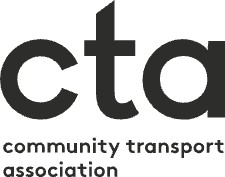 cta
community transport
association